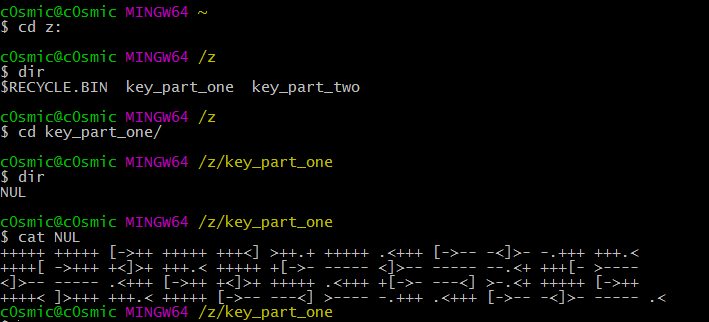 c0smic@c0smic MINGW64 ~
$ cd z:
c0smic@c0smic MINGW64 /z
$ dir
$RECYCLE.BIN  key_part_one  key_part_two
c0smic@c0smic MINGW64 /z
$ cd key_part_one/
c0smic@c0smic MINGW64 /z/key_part_one
$ dir
NUL
c0smic@c0smic MINGW64 /z/key_part_one
$ cat NUL
+++++ +++++ [->++ +++++ +++<] >++.+ +++++ .<+++ [->-- -<]>- -.+++ +++.<
++++[ ->+++ +<]>+ +++.< +++++ +[->- ----- <]>-- ----- --.<+ +++[- >----
<]>-- ----- .<+++ [->++ +<]>+ +++++ .<+++ +[->- ---<] >-.<+ +++++ [->++
++++< ]>+++ +++.< +++++ [->-- ---<] >---- -.+++ .<+++ [->-- -<]>- ----- .<
c0smic@c0smic MINGW64 /z/key_part_one